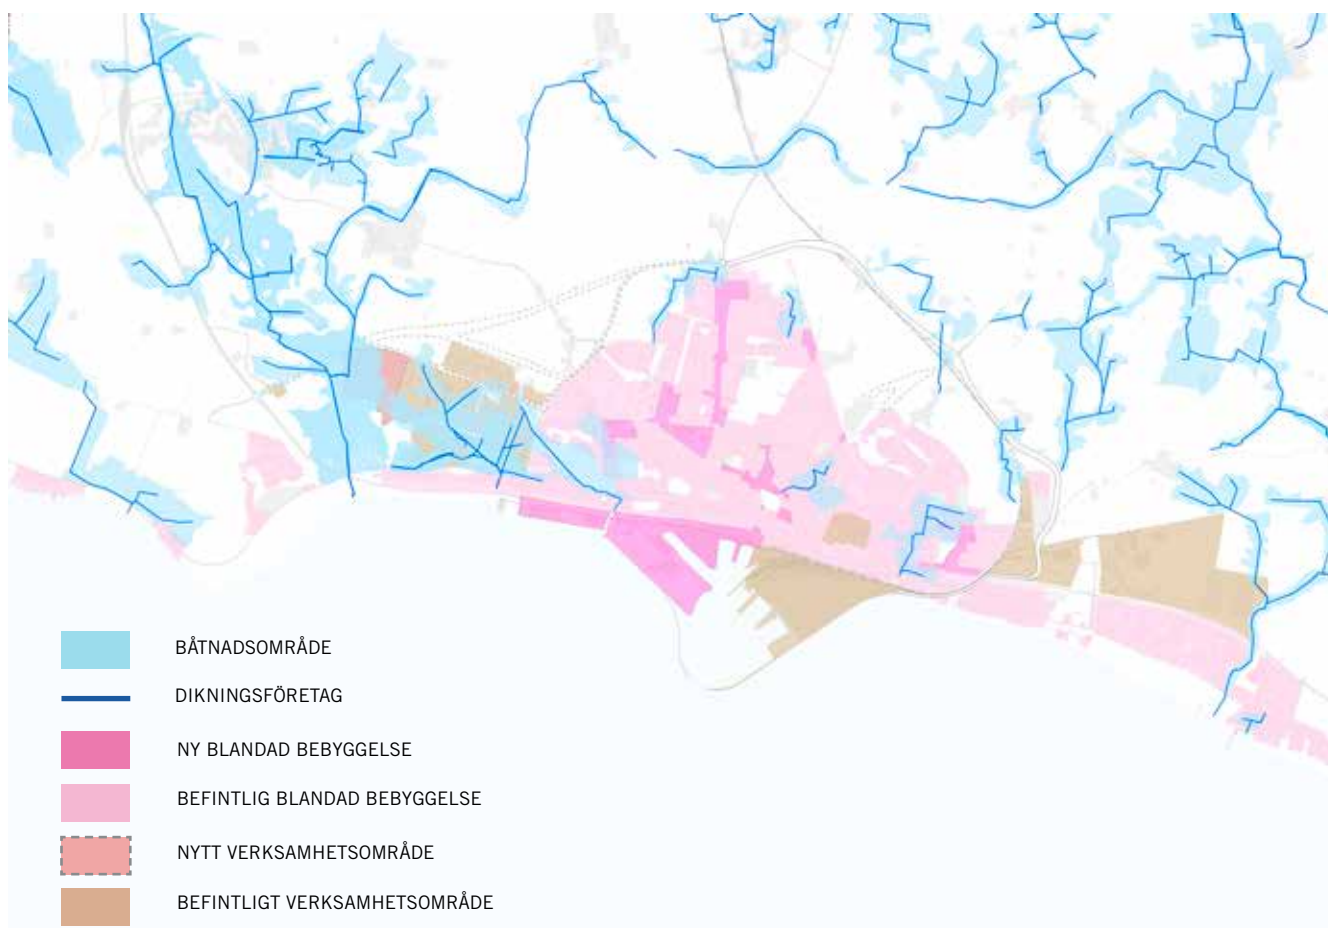 BÅTNADSOMRÅDE
DIKNINGSFÖRETAG
NY BLANDAD BEBYGGELSE
BEFINTLIG BLANDAD BEBYGGELSE
NYTT VERKSAMHETSOMRÅDE
BEFINTLIGT VERKSAMHETSOMRÅDE